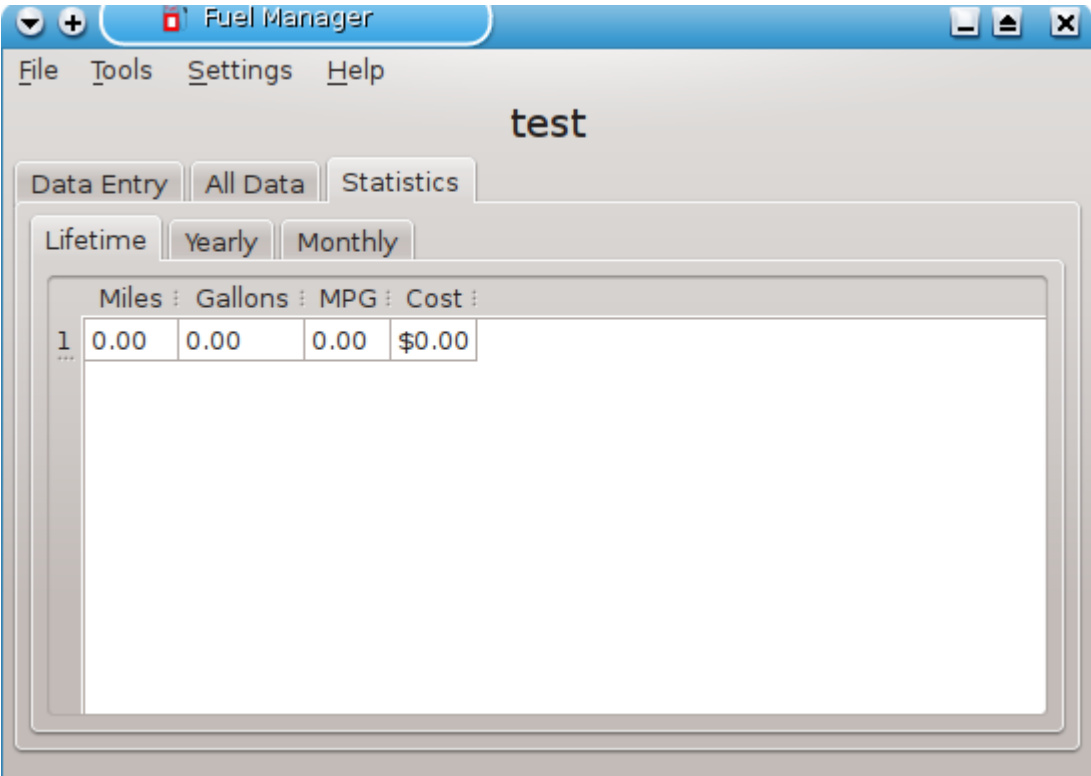 Fuel Manager
File Tools Settings Help
test
Data Entry All Data Statistics
Lifetime Yearly Monthly
Miles Gallons MPG Cost
1 0.00 0.00 0.00 $0.00